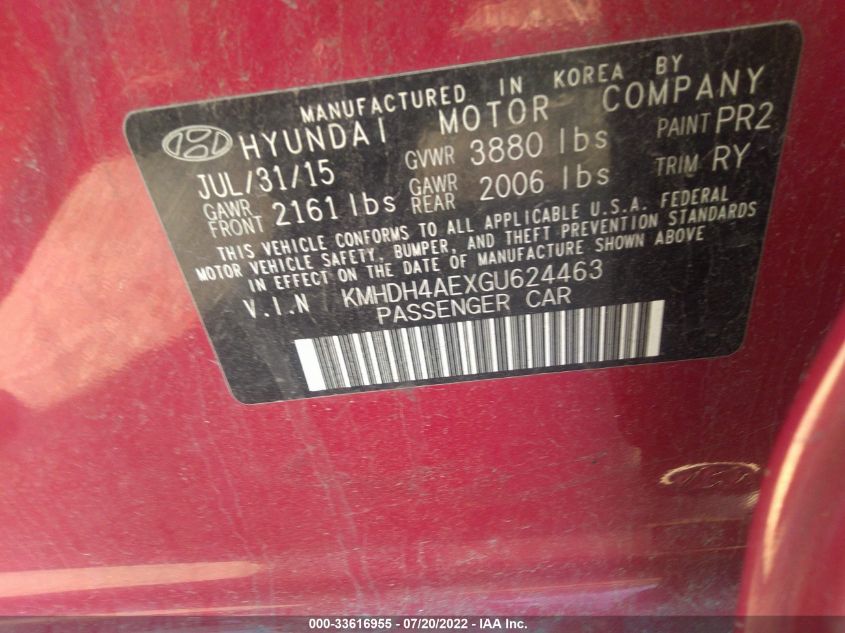 MANUFACTURED IN KOREA BY
HYUNDAI MOTOR COMPANY
JUL/31/15 GVWR 3880 lbs PAINT PR2
GAWR FRONT 2161 lbs GAWR REAR 2006 lbs TRIM RY
THIS VEHICLE CONFORMS TO ALL APPLICABLE U.S.A. FEDERAL
MOTOR VEHICLE SAFETY, BUMPER, AND THEFT PREVENTION STANDARDS
IN EFFECT ON THE DATE OF MANUFACTURE SHOWN ABOVE
V.I.N KMHDH4AEXGU624463
PASSENGER CAR
000-33616955 | 07/20/2022 - IAA Inc.